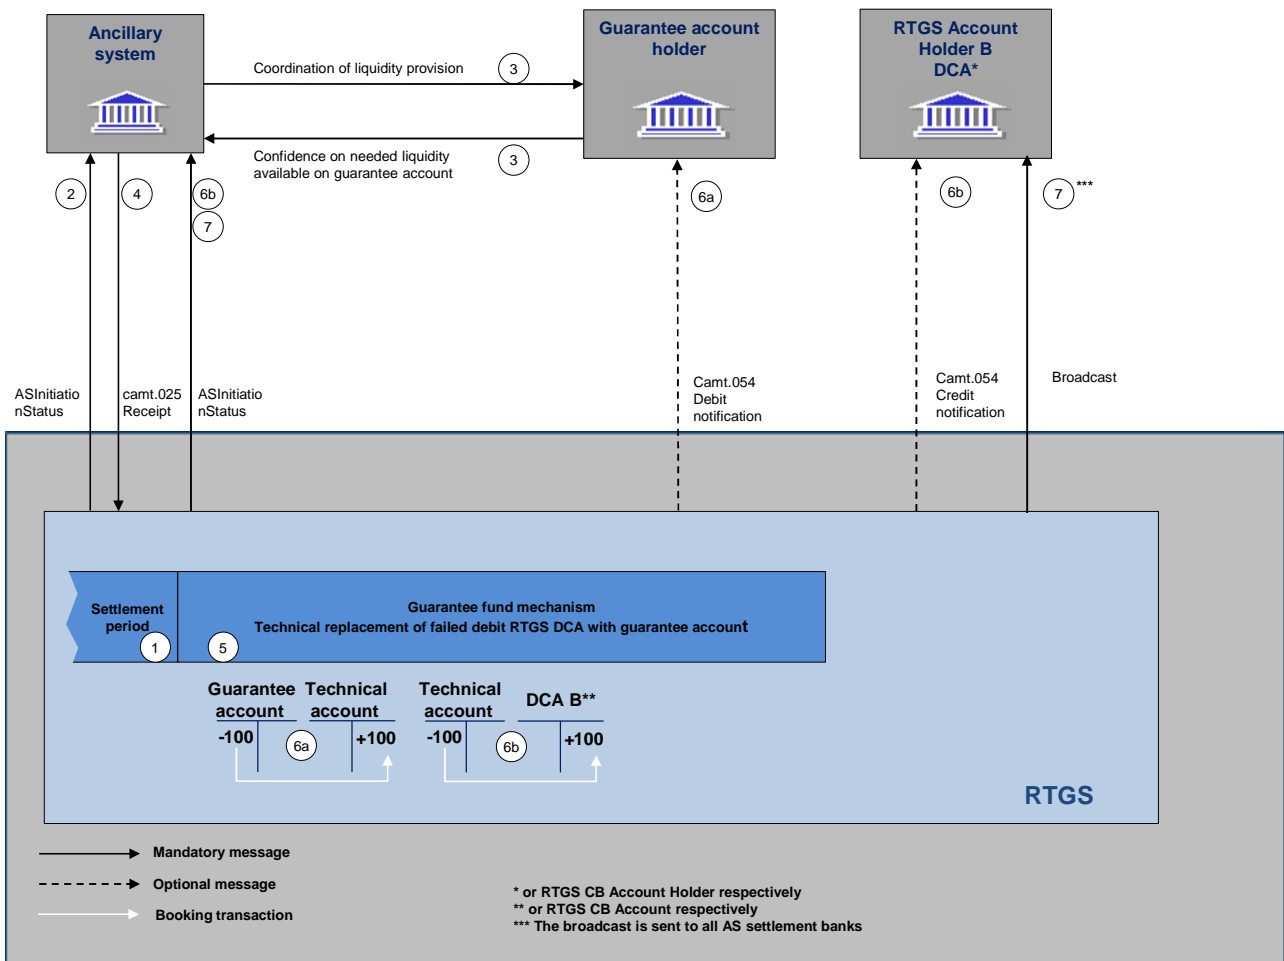 Ancillary
system
Guarantee account
holder
RTGS Account
Holder B
DCA*
Coordination of liquidity provision
3
Confidence on needed liquidity
available on guarantee account
3
2
4
6b
7
6a
6b
7
***
ASInitiatio
nStatus
camt.025
Receipt
ASInitiatio
nStatus
Camt.054
Debit
notification
Camt.054
Credit
notification
Broadcast
Settlement
period
1
Guarantee fund mechanism
Technical replacement of failed debit RTGS DCA with guarantee account
5
Guarantee
account
Technical
account
Technical
account
DCA B**
-100
6a
+100
-100
6b
+100
RTGS
Mandatory message
Optional message
Booking transaction
* or RTGS CB Account Holder respectively
** or RTGS CB Account respectively
*** The broadcast is sent to all AS settlement banks